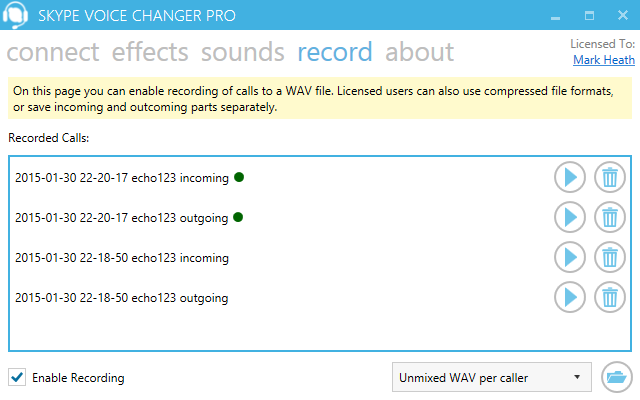 SKYPE VOICE CHANGER PRO
connect effects sounds record about
Licensed To:
Mark Heath
On this page you can enable recording of calls to a WAV file. Licensed users can also use compressed file formats,
or save incoming and outcoming parts separately.
Recorded Calls:
2015-01-30 22-20-17 echo123 incoming
2015-01-30 22-20-17 echo123 outgoing
2015-01-30 22-18-50 echo123 incoming
2015-01-30 22-18-50 echo123 outgoing
Enable Recording
Unmixed WAV per caller